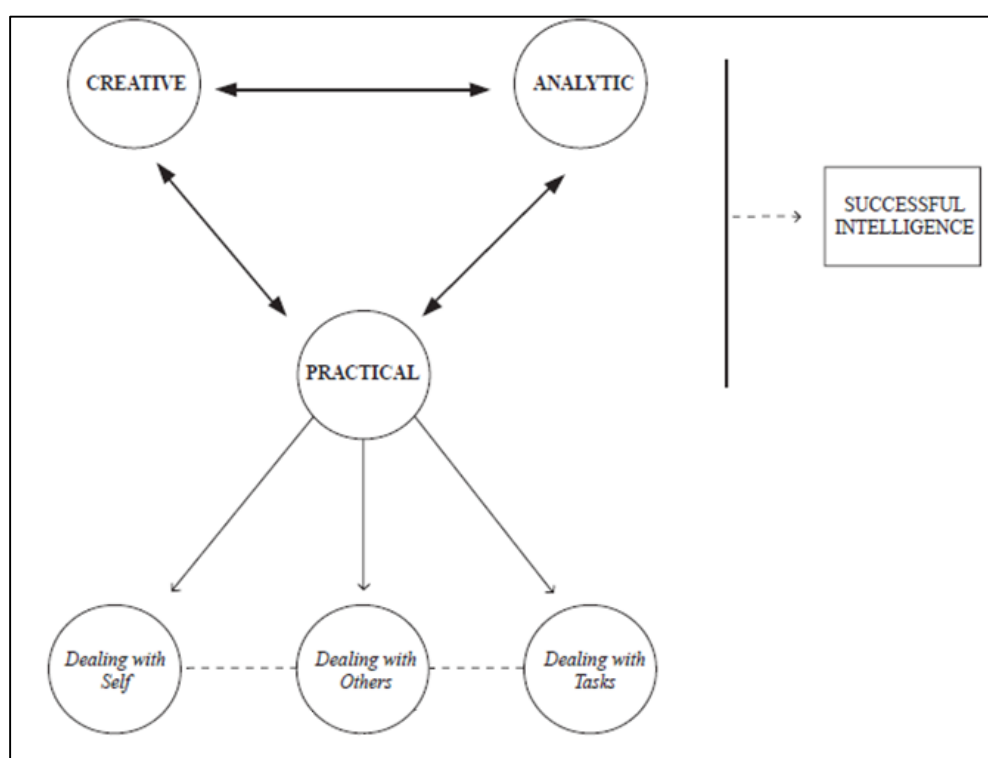 CREATIVE
ANALYTIC
SUCCESSFUL
INTELLIGENCE
PRACTICAL
Dealing with
Self
Dealing with
Others
Dealing with
Tasks